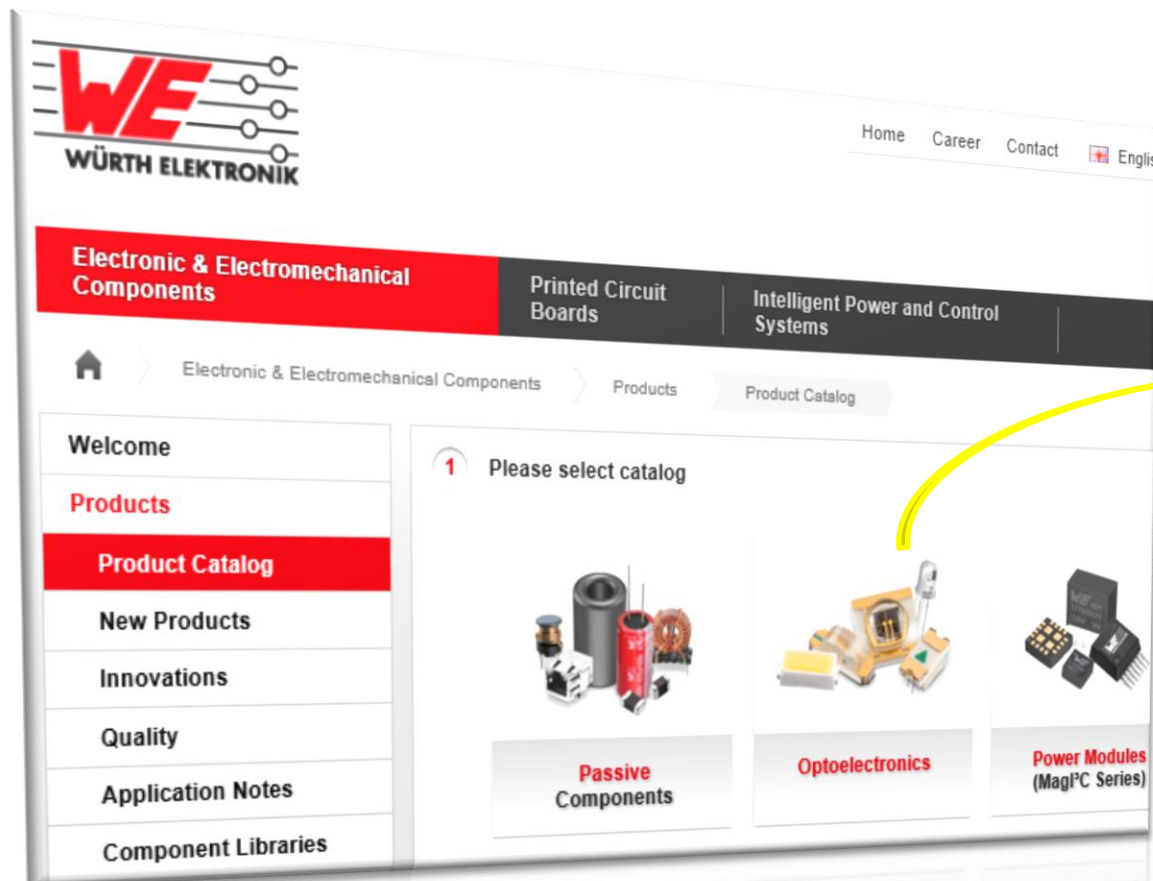 WE
WÜRTH ELEKTRONIK
Home Career Contact Englis
Electronic & Electromechanical
Components
Printed Circuit
Boards
Intelligent Power and Control
Systems
Electronic & Electromechanical Components Products Product Catalog
Welcome
Products
Product Catalog
New Products
Innovations
Quality
Application Notes
Component Libraries
1 Please select catalog
Passive
Components
Optoelectronics
Power Modules
(MagI³C Series)